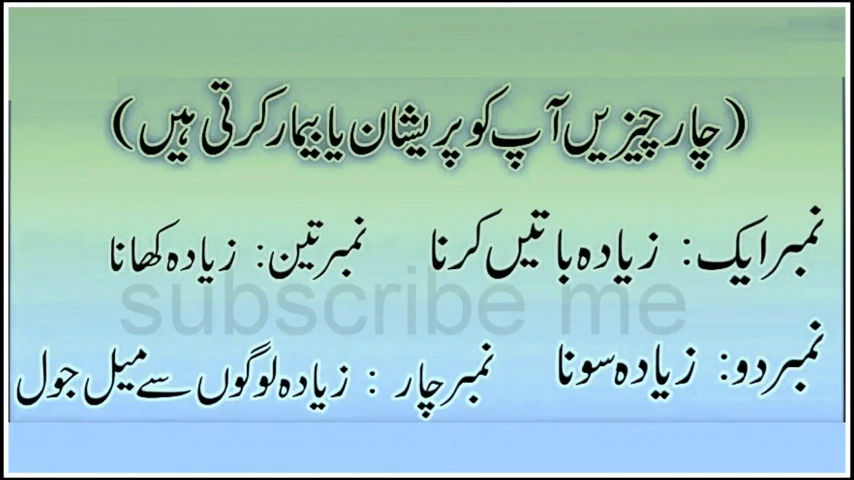 (چار چیزیں آپ کو پریشان یا بیمار کرتی ہیں)
نمبر ایک: زیادہ باتیں کرنا نمبر تین: زیادہ کھانا
subscribe me
نمبر دو: زیادہ سونا نمبر چار : زیادہ لوگوں سے میل جول